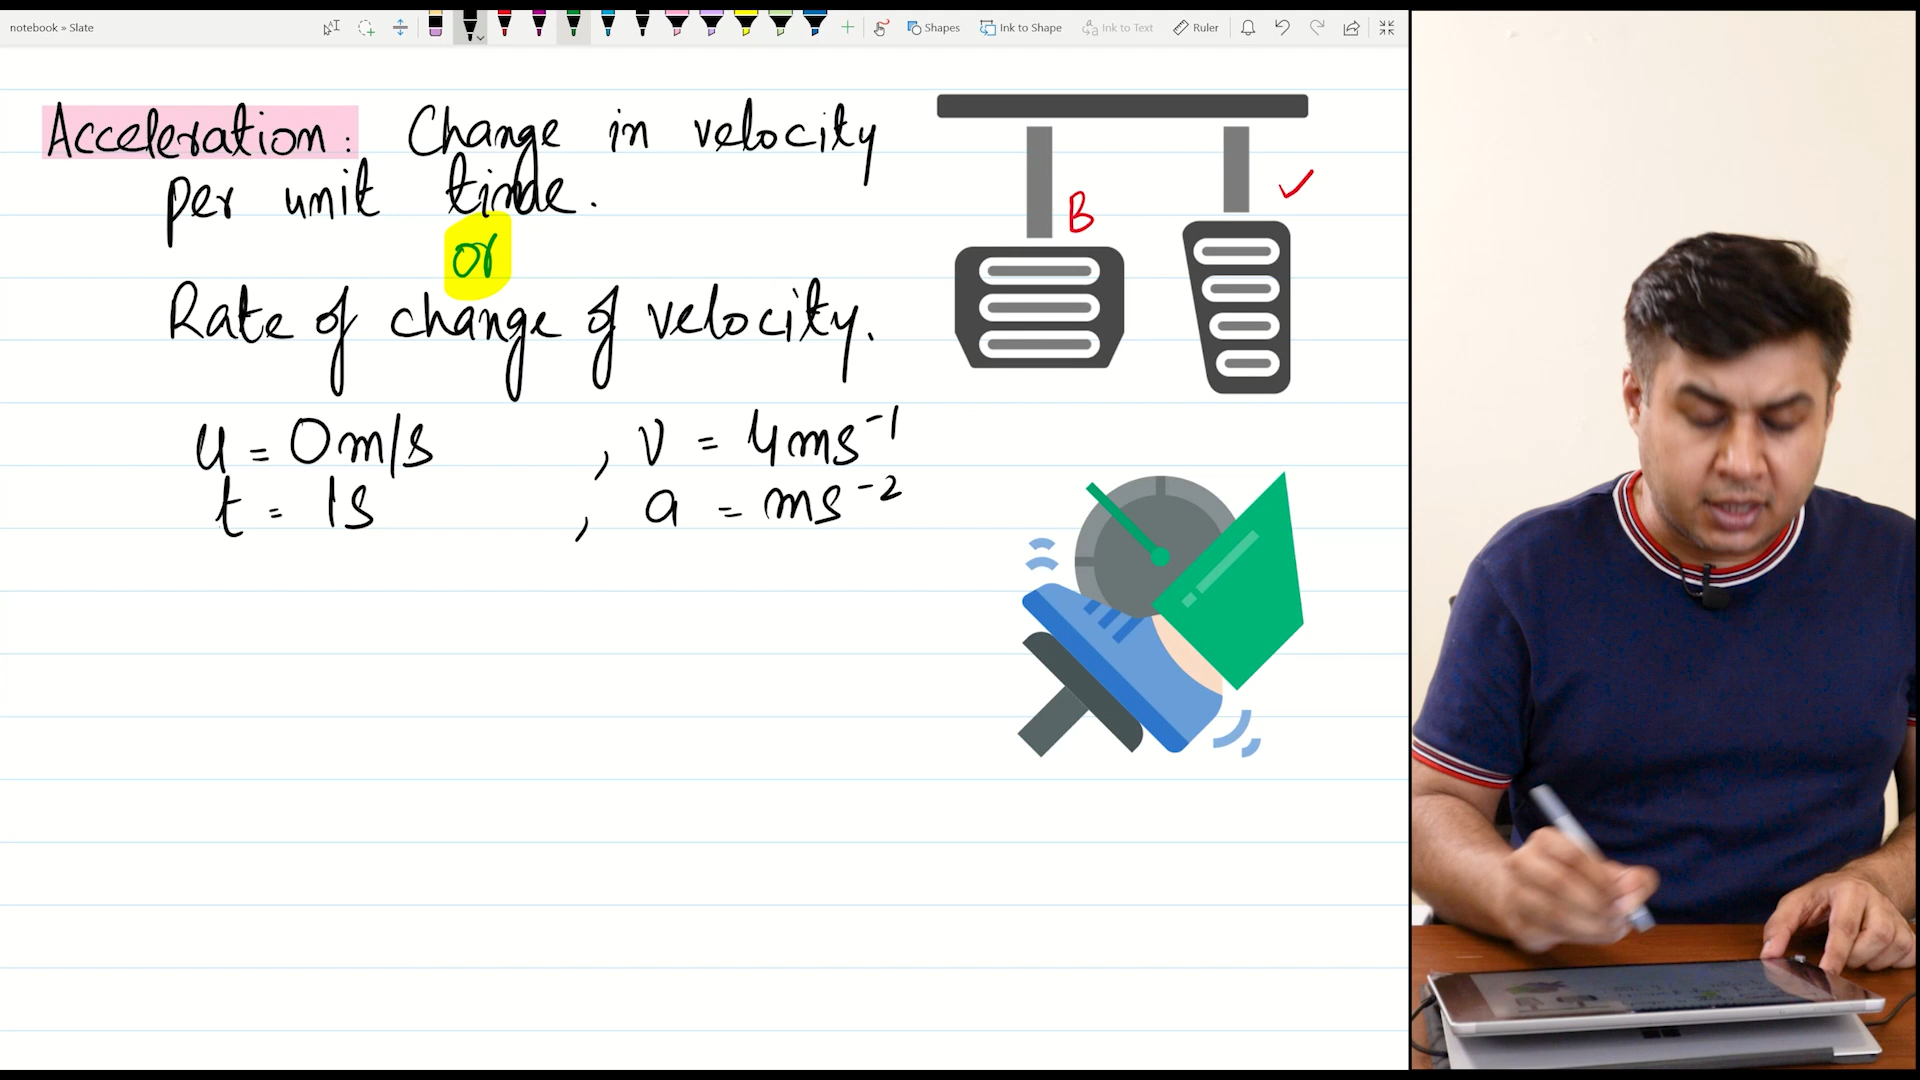 notebook » Slate
Shapes
Ink to Shape
Ink to Text
Ruler
Acceleration: Change in velocity
per unit time.
or
Rate of change of velocity.
u = 0m/s , v = 4ms⁻¹
t = 1s , a = ms⁻²
B